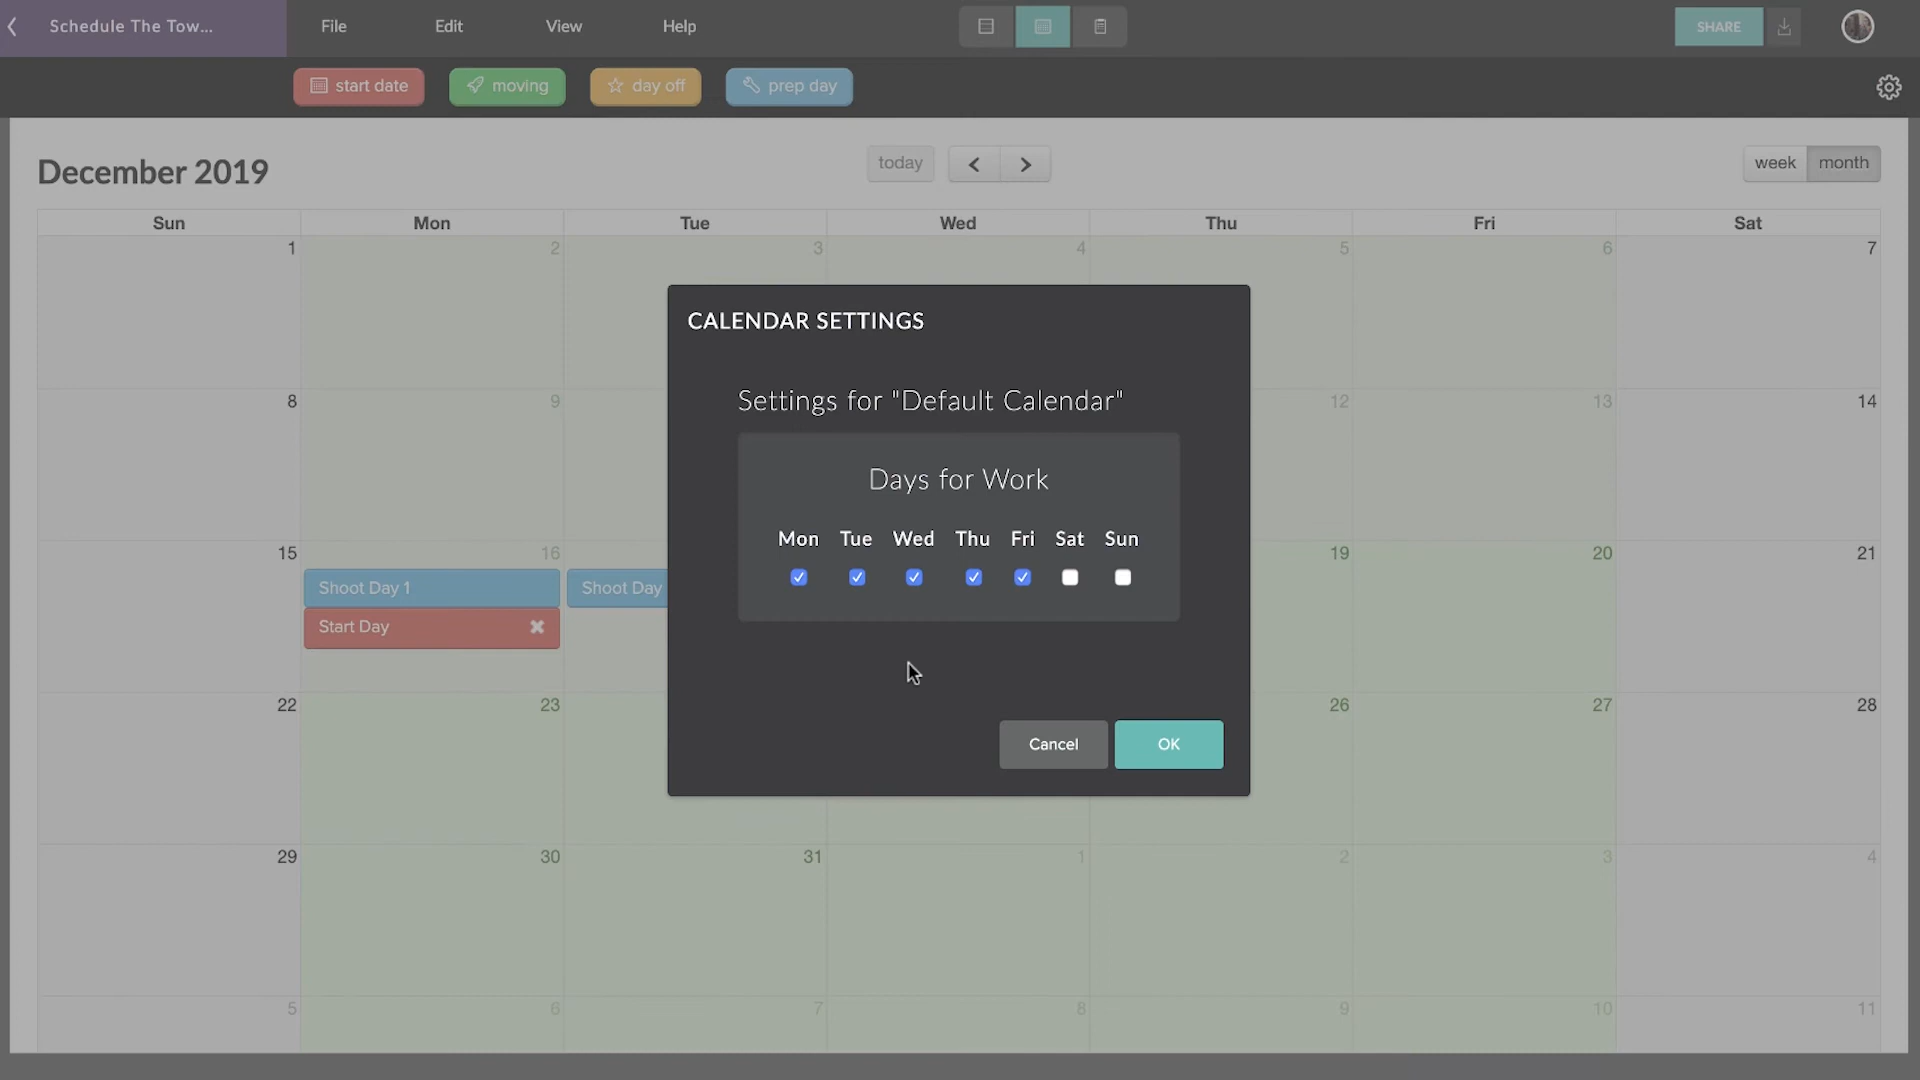 Schedule The Tow...
File Edit View Help
SHARE
start date moving day off prep day
December 2019
today
week month
Sun Mon Tue Wed Thu Fri Sat
1 2 3 4 5 6 7
CALENDAR SETTINGS
Settings for "Default Calendar"
8 9 12 13 14
Days for Work
Mon Tue Wed Thu Fri Sat Sun
15 16 19 20 21
Shoot Day 1 Shoot Day
Start Day
22 23 26 27 28
Cancel OK
29 30 31 1 2 3 4
5 6 7 8 9 10 11